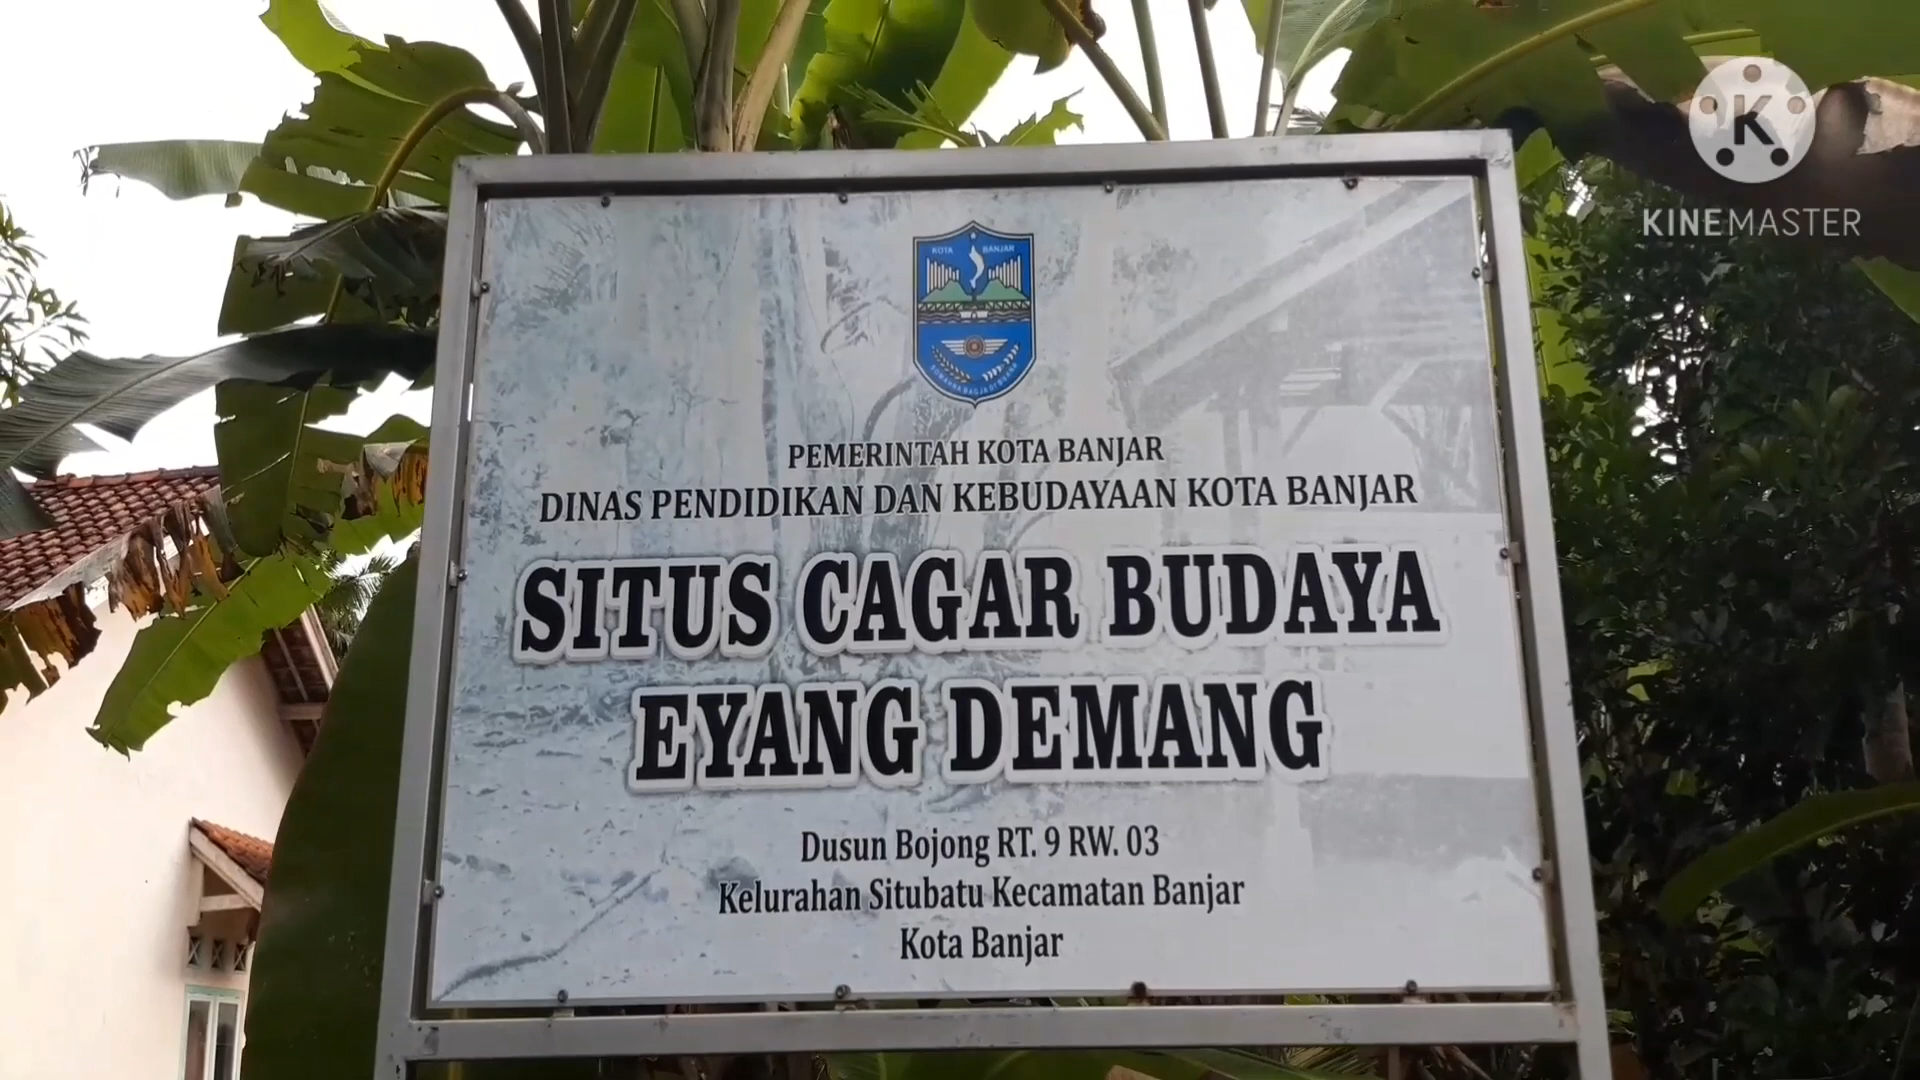 KOTA BANJAR
PEMERINTAH KOTA BANJAR
DINAS PENDIDIKAN DAN KEBUDAYAAN KOTA BANJAR
SITUS CAGAR BUDAYA
EYANG DEMANG
Dusun Bojong RT. 9 RW. 03
Kelurahan Situbatu Kecamatan Banjar
Kota Banjar
K
KINEMASTER